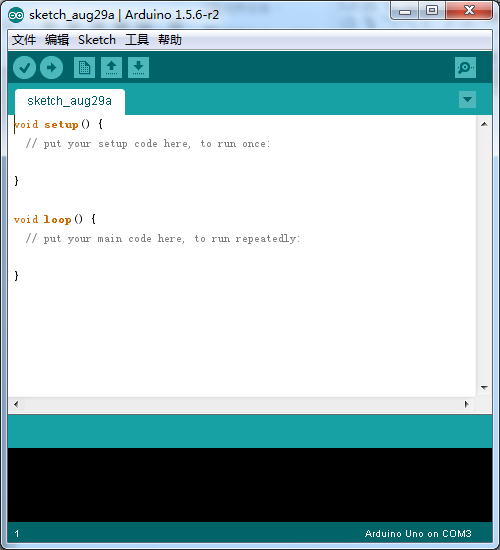 sketch_aug29a | Arduino 1.5.6-r2
文件 编辑 Sketch 工具 帮助
sketch_aug29a
void setup() {
  // put your setup code here, to run once:
}
void loop() {
  // put your main code here, to run repeatedly:
}
1
Arduino Uno on COM3